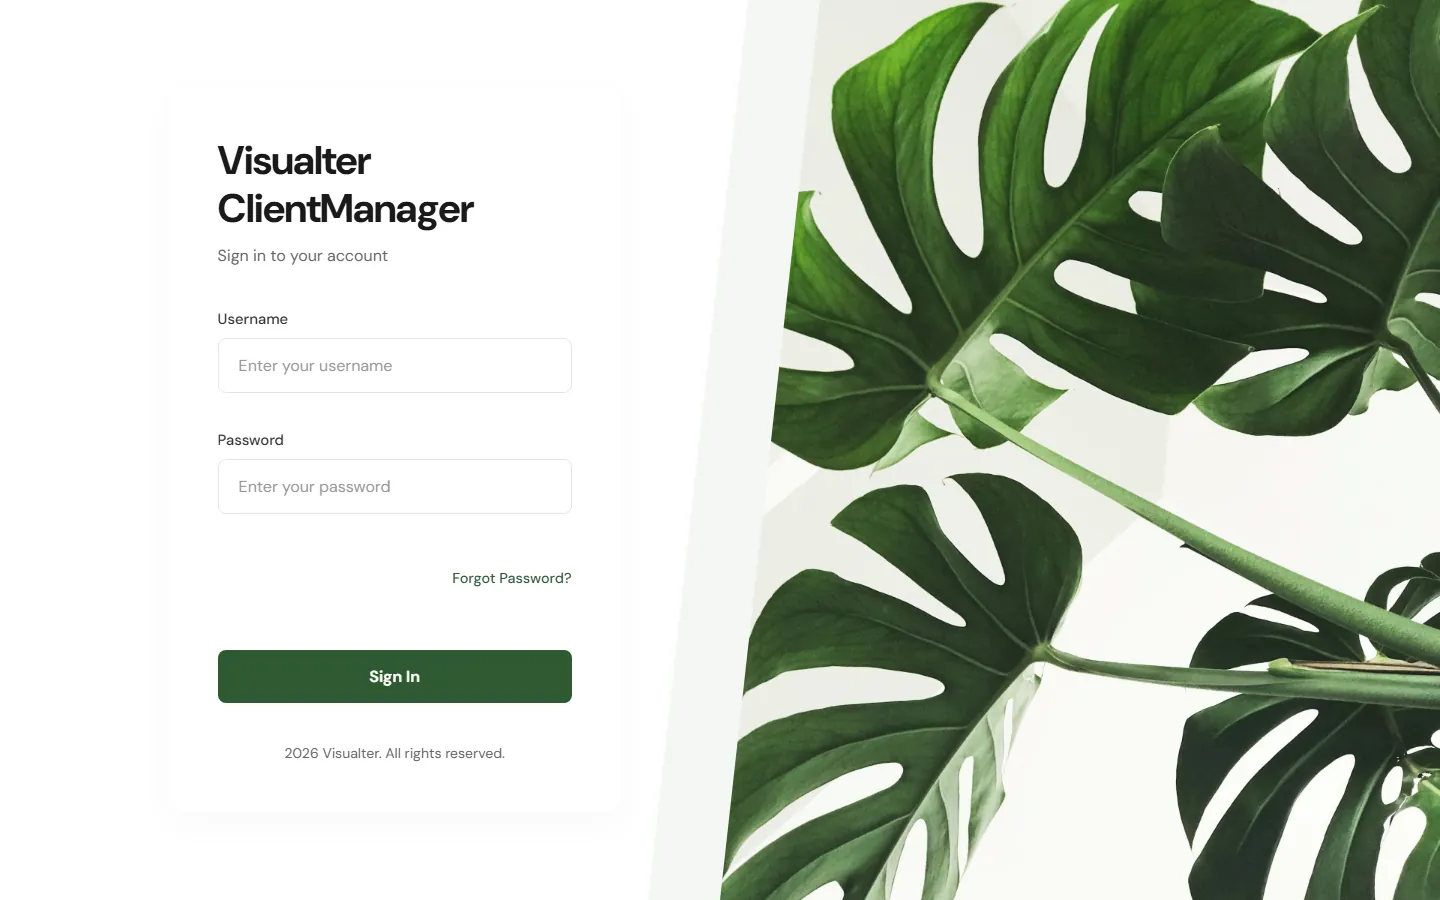 Visualter
ClientManager
Sign in to your account
Username
Enter your username
Password
Enter your password
Forgot Password?
Sign In
2026 Visualter. All rights reserved.